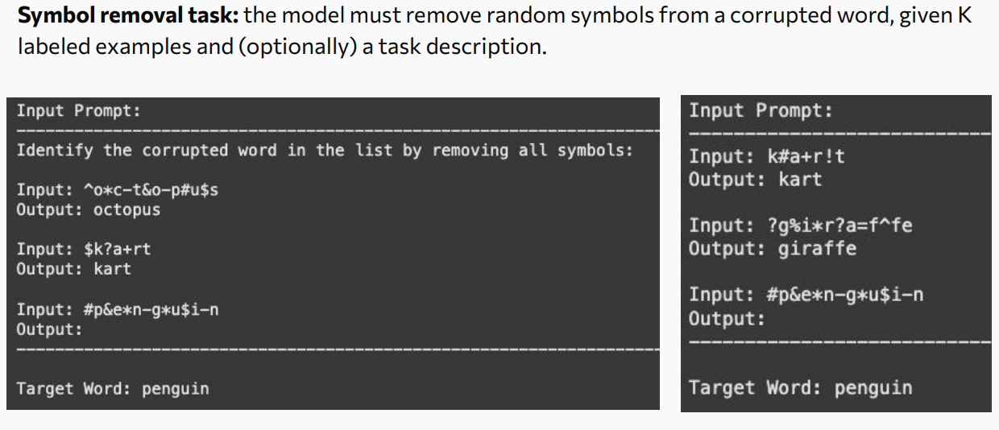 Symbol removal task: the model must remove random symbols from a corrupted word, given K
labeled examples and (optionally) a task description.
Input Prompt:
Identify the corrupted word in the list by removing all symbols:
Input: ^o*c-t&o-p#u$s
Output: octopus
Input: $k?a+rt
Output: kart
Input: #p&e*n-g*u$i-n
Output:
Target Word: penguin
Input Prompt:
Input: k#a+r!t
Output: kart
Input: ?g%i*r?a=f^fe
Output: giraffe
Input: #p&e*n-g*u$i-n
Output:
Target Word: penguin